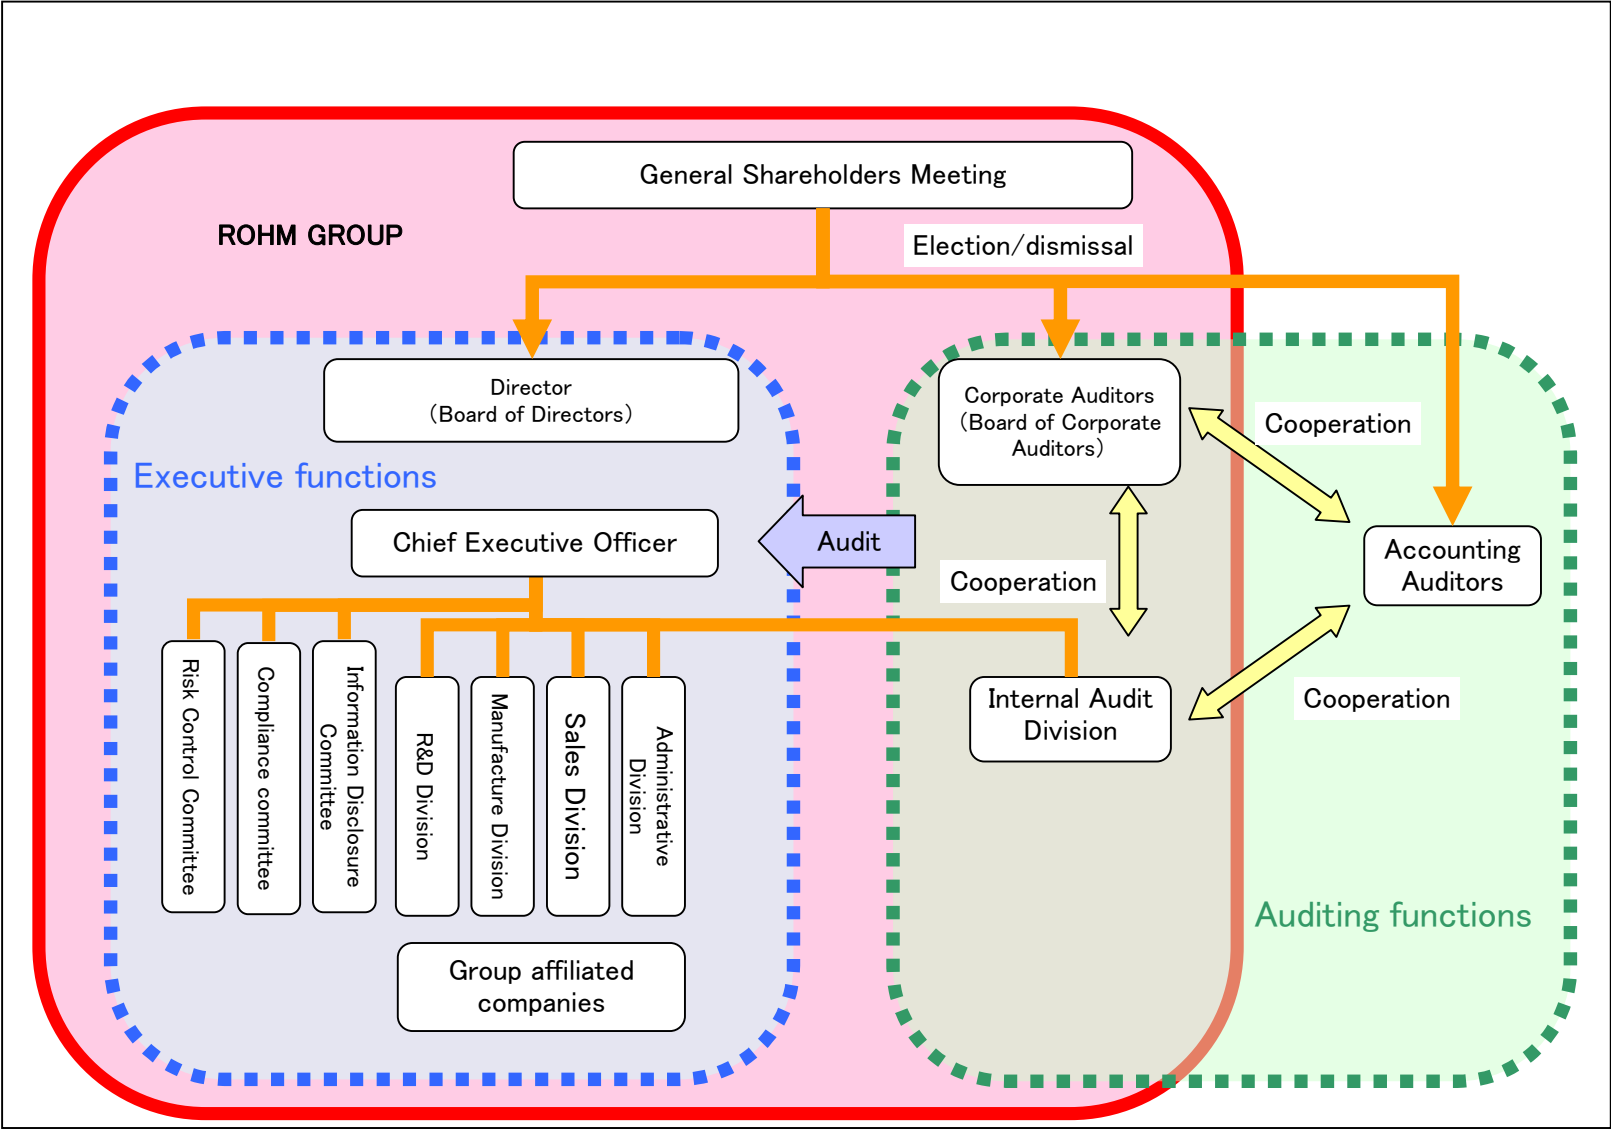 General Shareholders Meeting
ROHM GROUP
Election/dismissal
Director
(Board of Directors)
Corporate Auditors
(Board of Corporate
Auditors)
Cooperation
Executive functions
Chief Executive Officer
Audit
Cooperation
Accounting
Auditors
Risk Control Committee
Compliance committee
Information Disclosure
Committee
R&D Division
Manufacture Division
Sales Division
Administrative
Division
Internal Audit
Division
Cooperation
Auditing functions
Group affiliated
companies